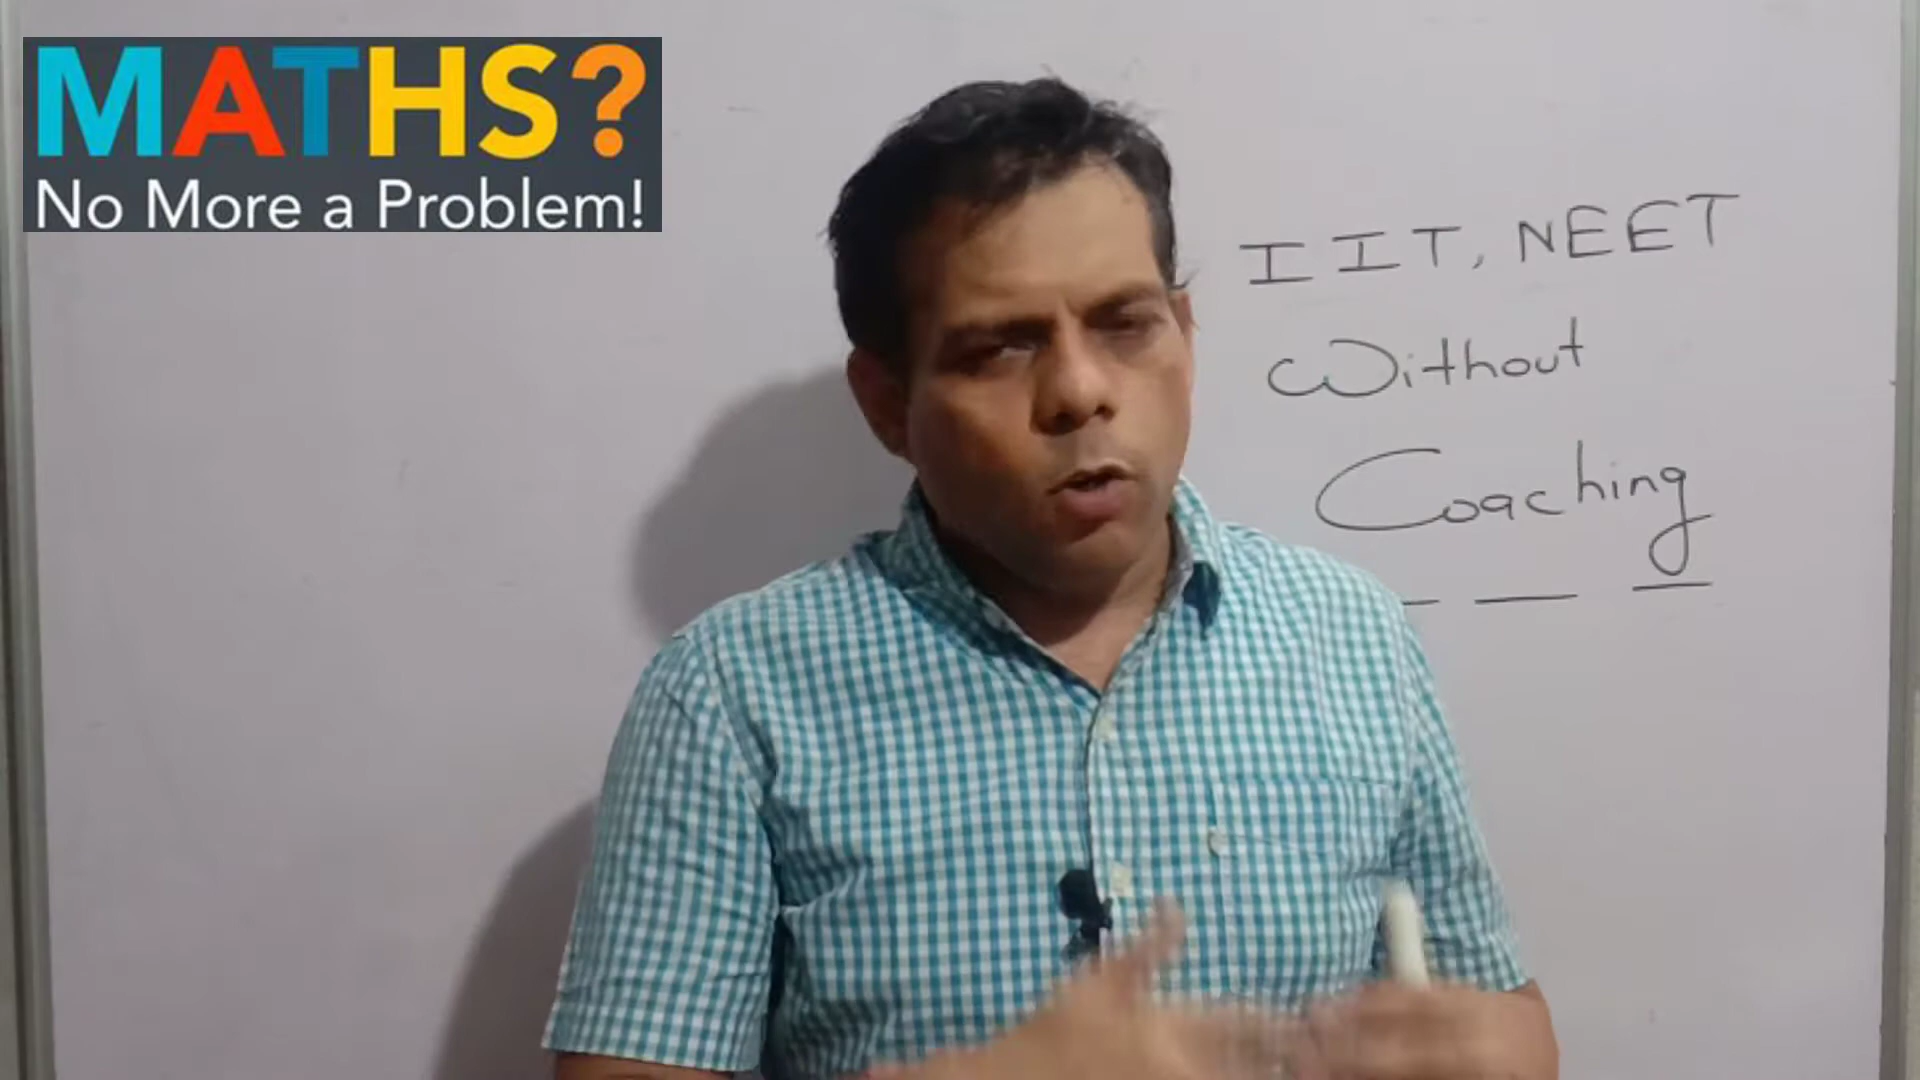 MATHS?
No More a Problem!
IIT, NEET
Without
Coaching